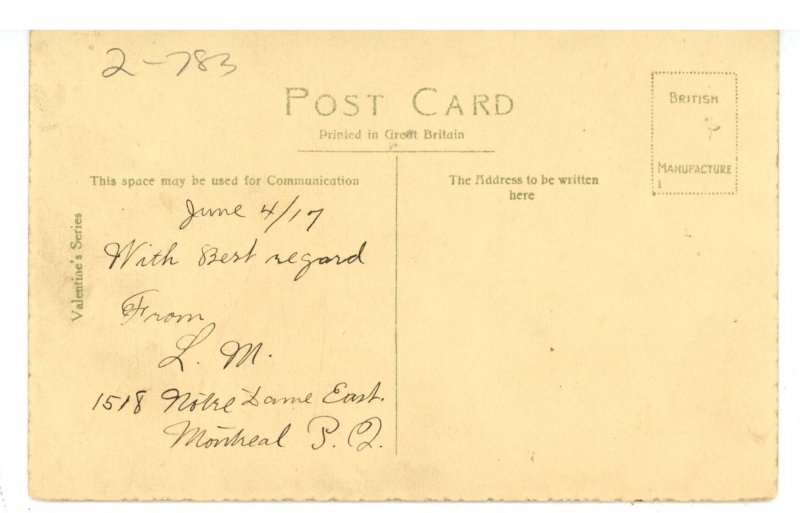 2-783
POST CARD
Printed in Great Britain
BRITISH
MANUFACTURE
1
This space may be used for Communication
The Address to be written
here
Valentine's Series
June 4/17
With Best regard
From
L. M.
1518 Notre Dame East.
Montreal P.Q.